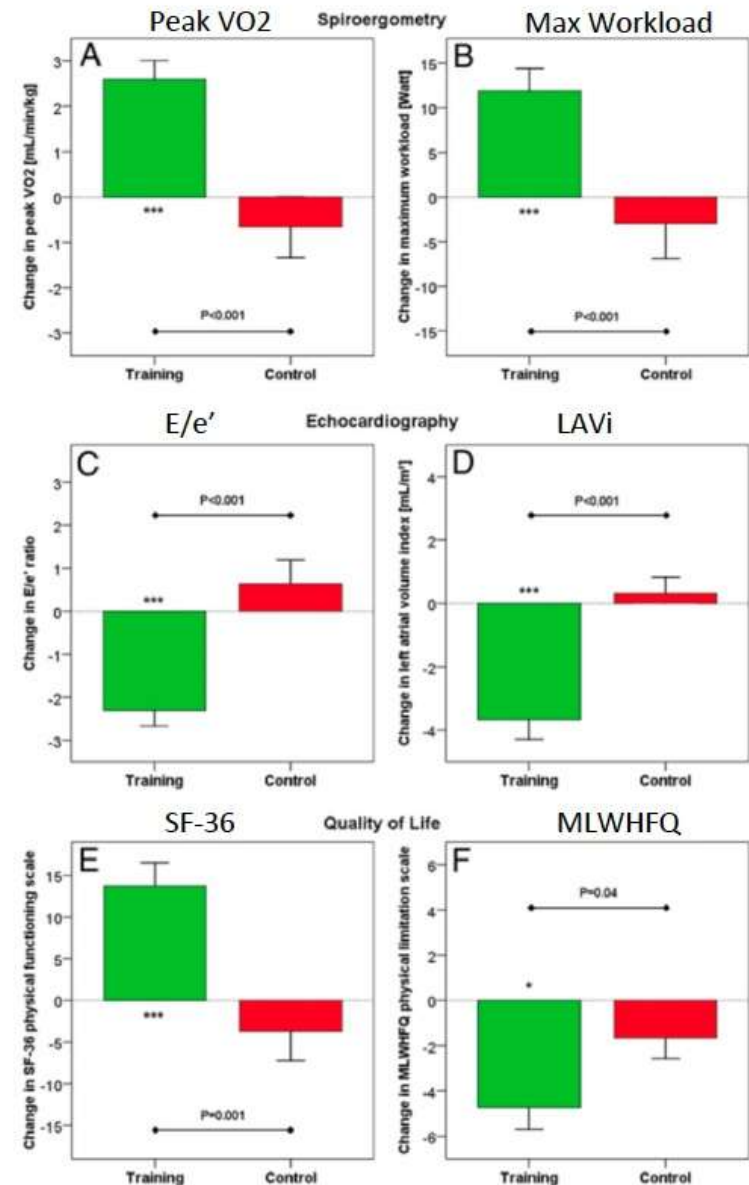 Peak VO2 Spiroergometry Max Workload
A
Change in peak VO2 [mL/min/kg]
3
2
1
0
-1
-2
-3
***
P<0.001
Training Control
B
Change in maximum workload [Watt]
15
10
5
0
-5
-10
-15
***
P<0.001
Training Control
E/e’ Echocardiography LAVi
C
Change in E/e' ratio
3
2
1
0
-1
-2
-3
P<0.001
***
Training Control
D
Change in left atrial volume index [mL/m²]
4
2
0
-2
-4
P<0.001
***
Training Control
SF-36 Quality of Life MLWHFQ
E
Change in SF-36 physical functioning scale
15
10
5
0
-5
-10
-15
***
P=0.001
Training Control
F
Change in MLWHFQ physical limitation scale
6
4
2
0
-2
-4
-6
P=0.04
*
Training Control